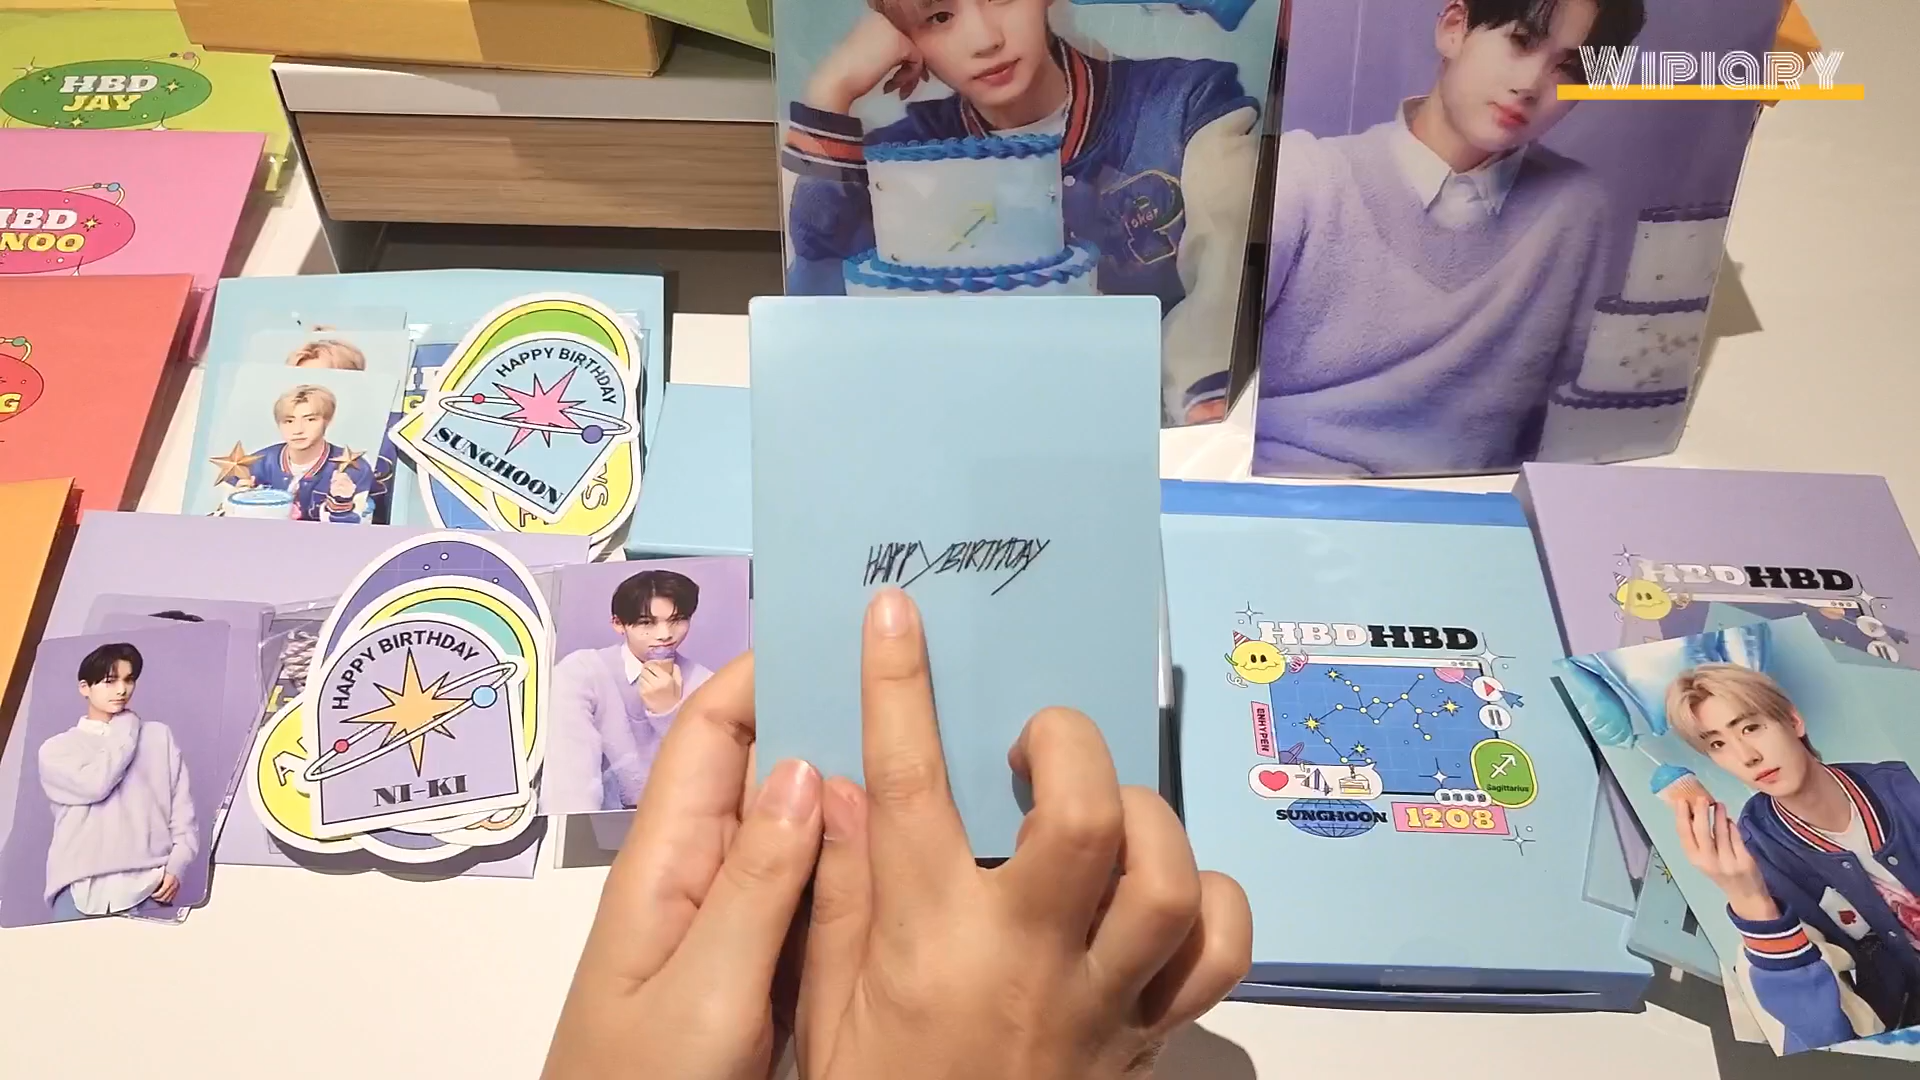 Wipiary
HBD
JAY
HBD
NOO
G
HAPPY BIRTHDAY
SUNGHOON
HAPPY BIRTHDAY
NI-KI
HAPPY BIRTHDAY
HBDHBD
ENHYPEN
Sagittarius
SUNGHOON
1208
HBDHBD